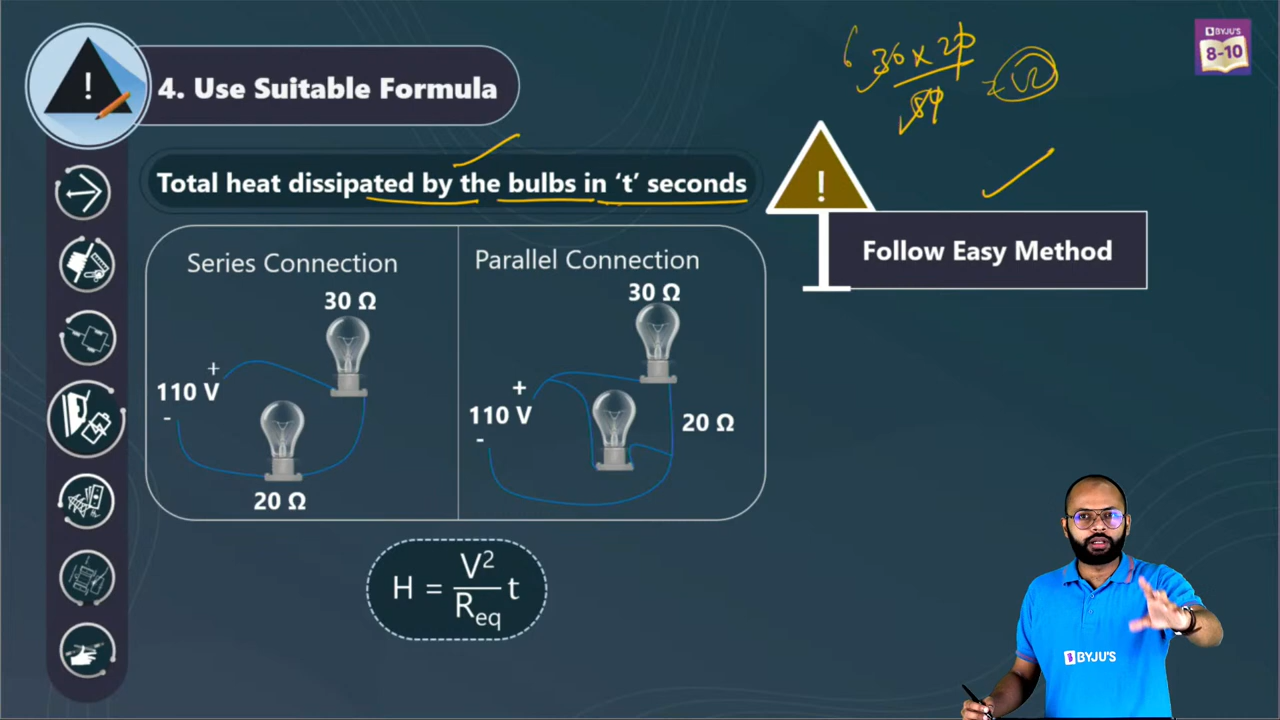 4. Use Suitable Formula
BYJU'S
8-10
Total heat dissipated by the bulbs in ‘t’ seconds
Follow Easy Method
Series Connection
30 Ω
+
110 V
-
20 Ω
Parallel Connection
30 Ω
+
110 V
-
20 Ω
H = V² / Req t
BYJU'S